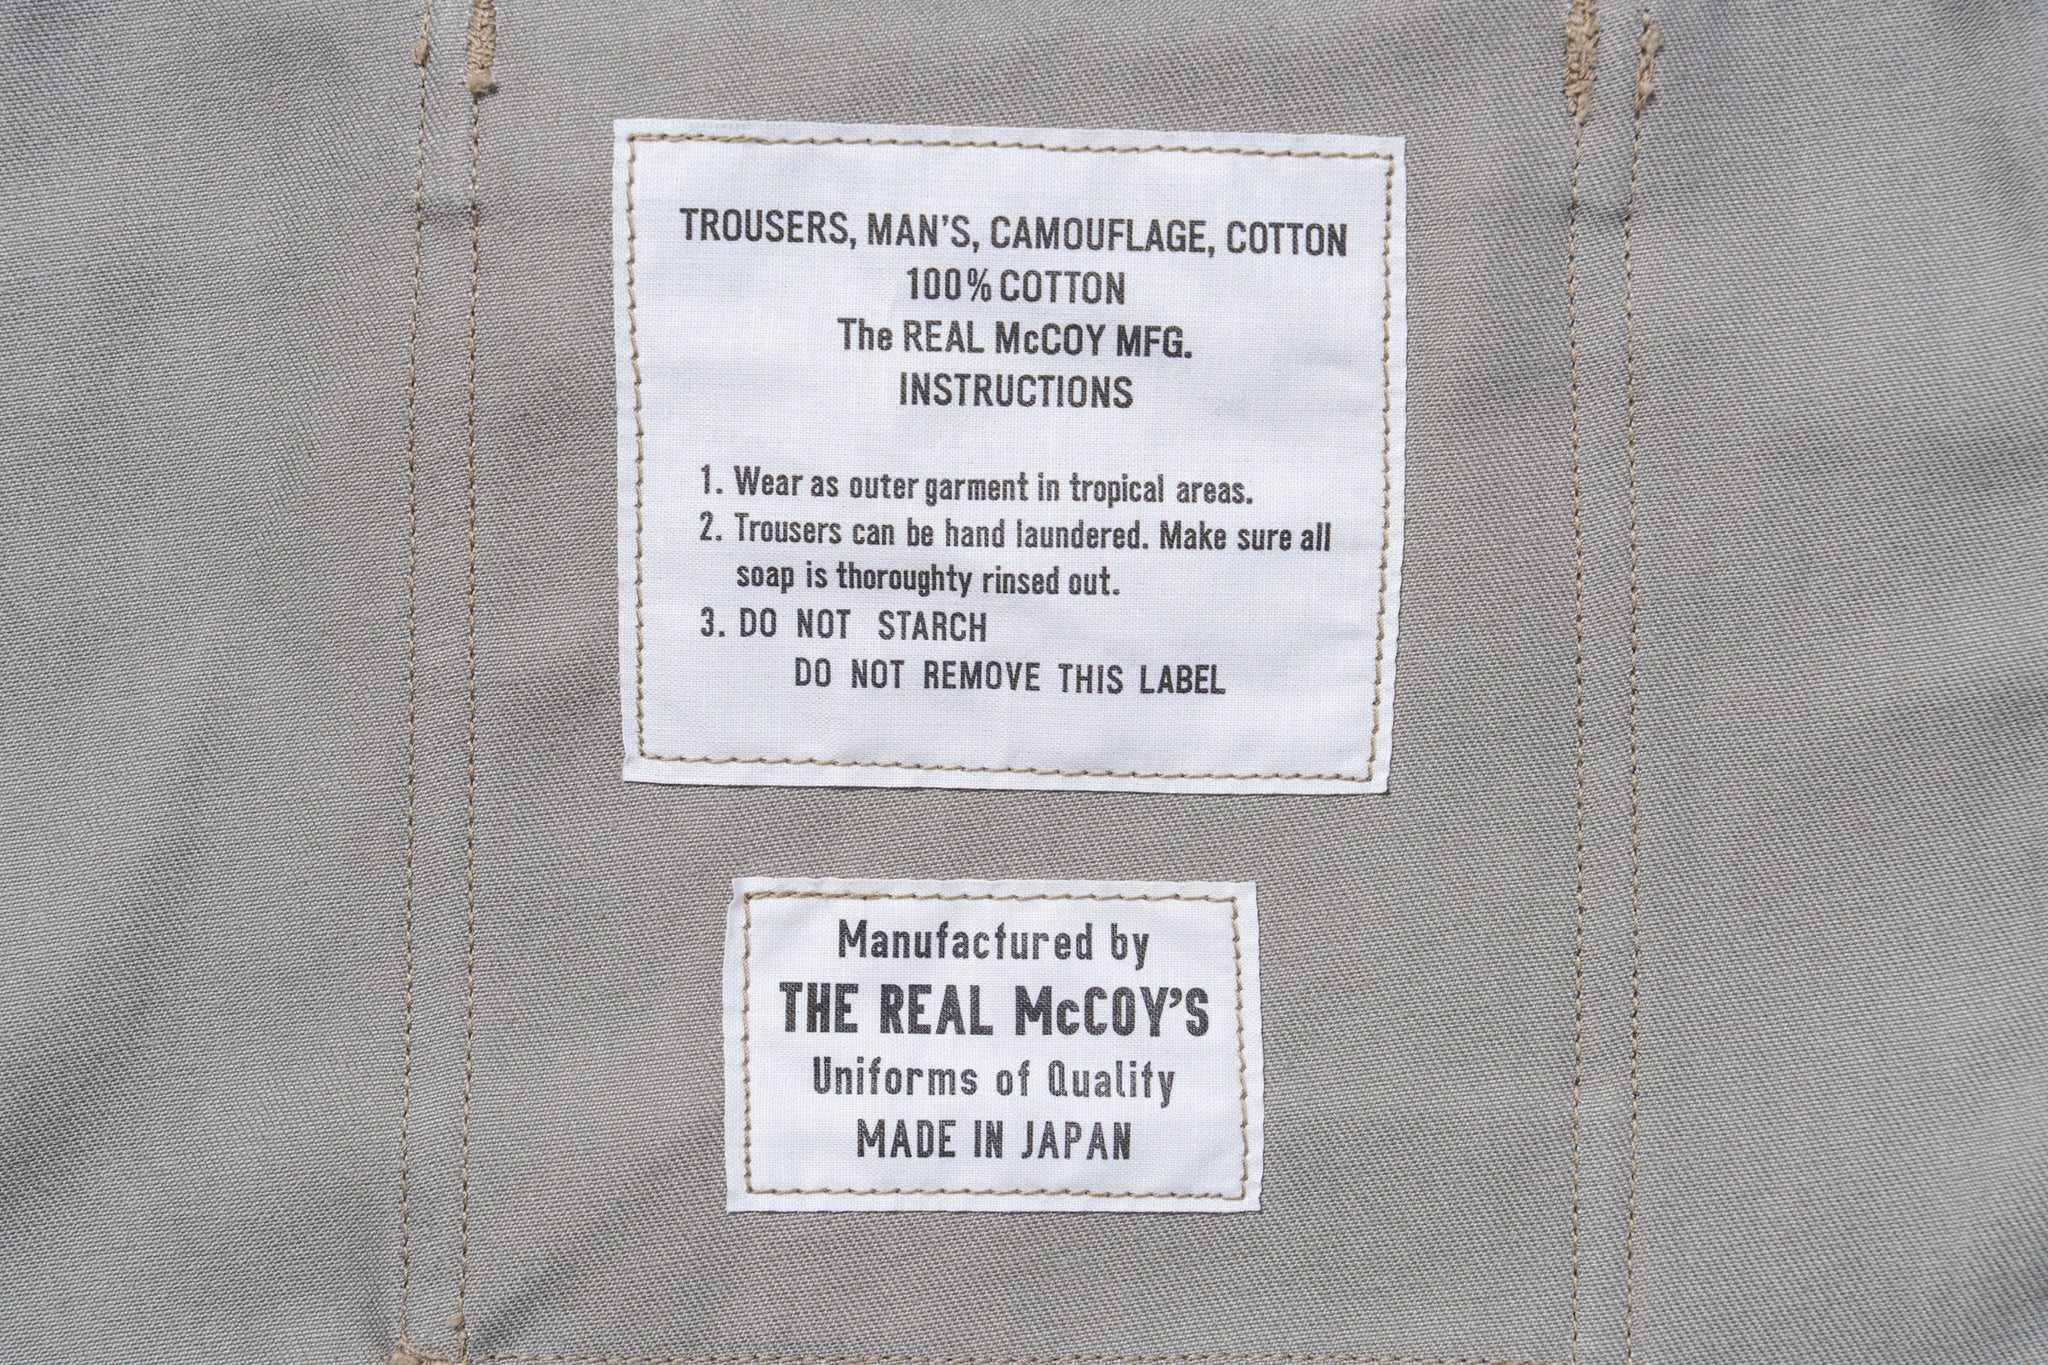 TROUSERS, MAN'S, CAMOUFLAGE, COTTON
100% COTTON
The REAL McCOY MFG.
INSTRUCTIONS
1. Wear as outer garment in tropical areas.
2. Trousers can be hand laundered. Make sure all
soap is thoroughty rinsed out.
3. DO NOT STARCH
DO NOT REMOVE THIS LABEL
Manufactured by
THE REAL McCOY'S
Uniforms of Quality
MADE IN JAPAN